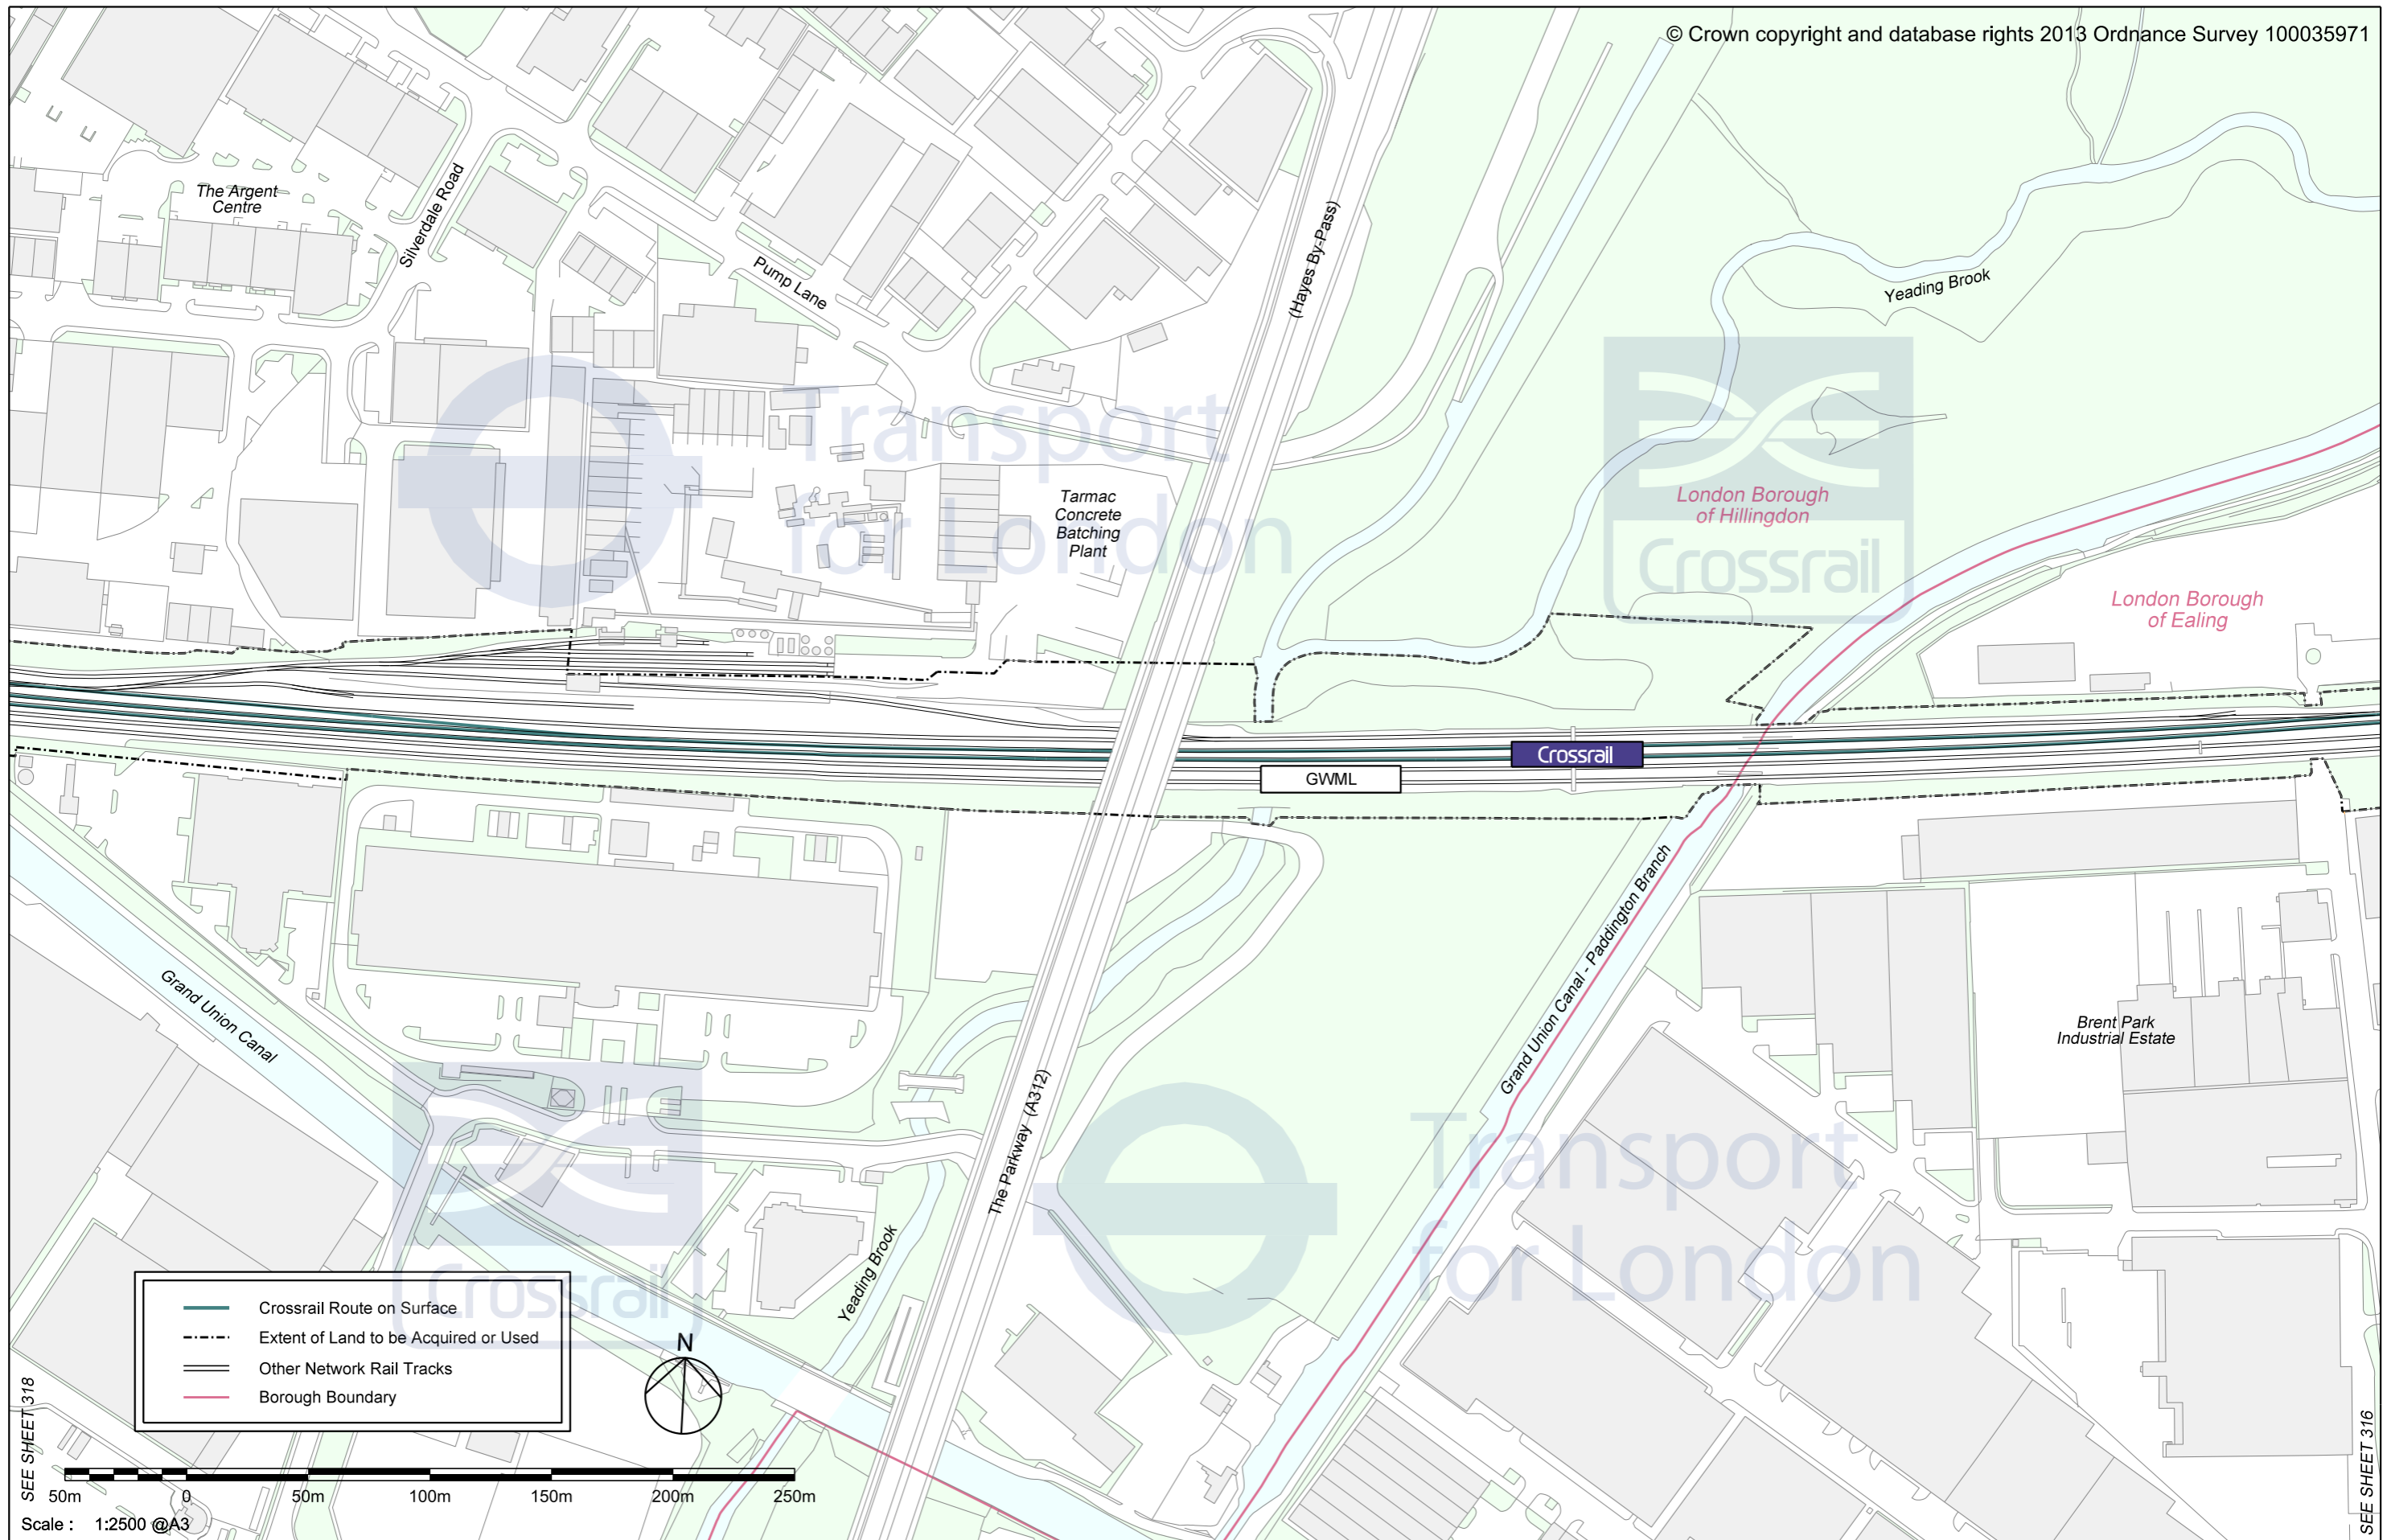 © Crown copyright and database rights 2013 Ordnance Survey 100035971
The Argent
Centre
Silverdale Road
Pump Lane
(Hayes By-Pass)
Yeading Brook
Transport
for London
Tarmac
Concrete
Batching
Plant
London Borough
of Hillingdon
Crossrail
London Borough
of Ealing
Crossrail
GWML
Grand Union Canal
Grand Union Canal - Paddington Branch
Brent Park
Industrial Estate
The Parkway (A312)
Transport
for London
Yeading Brook
Crossrail
Crossrail Route on Surface
Extent of Land to be Acquired or Used
Other Network Rail Tracks
Borough Boundary
N
SEE SHEET 318
SEE SHEET 316
50m 0 50m 100m 150m 200m 250m
Scale : 1:2500 @A3